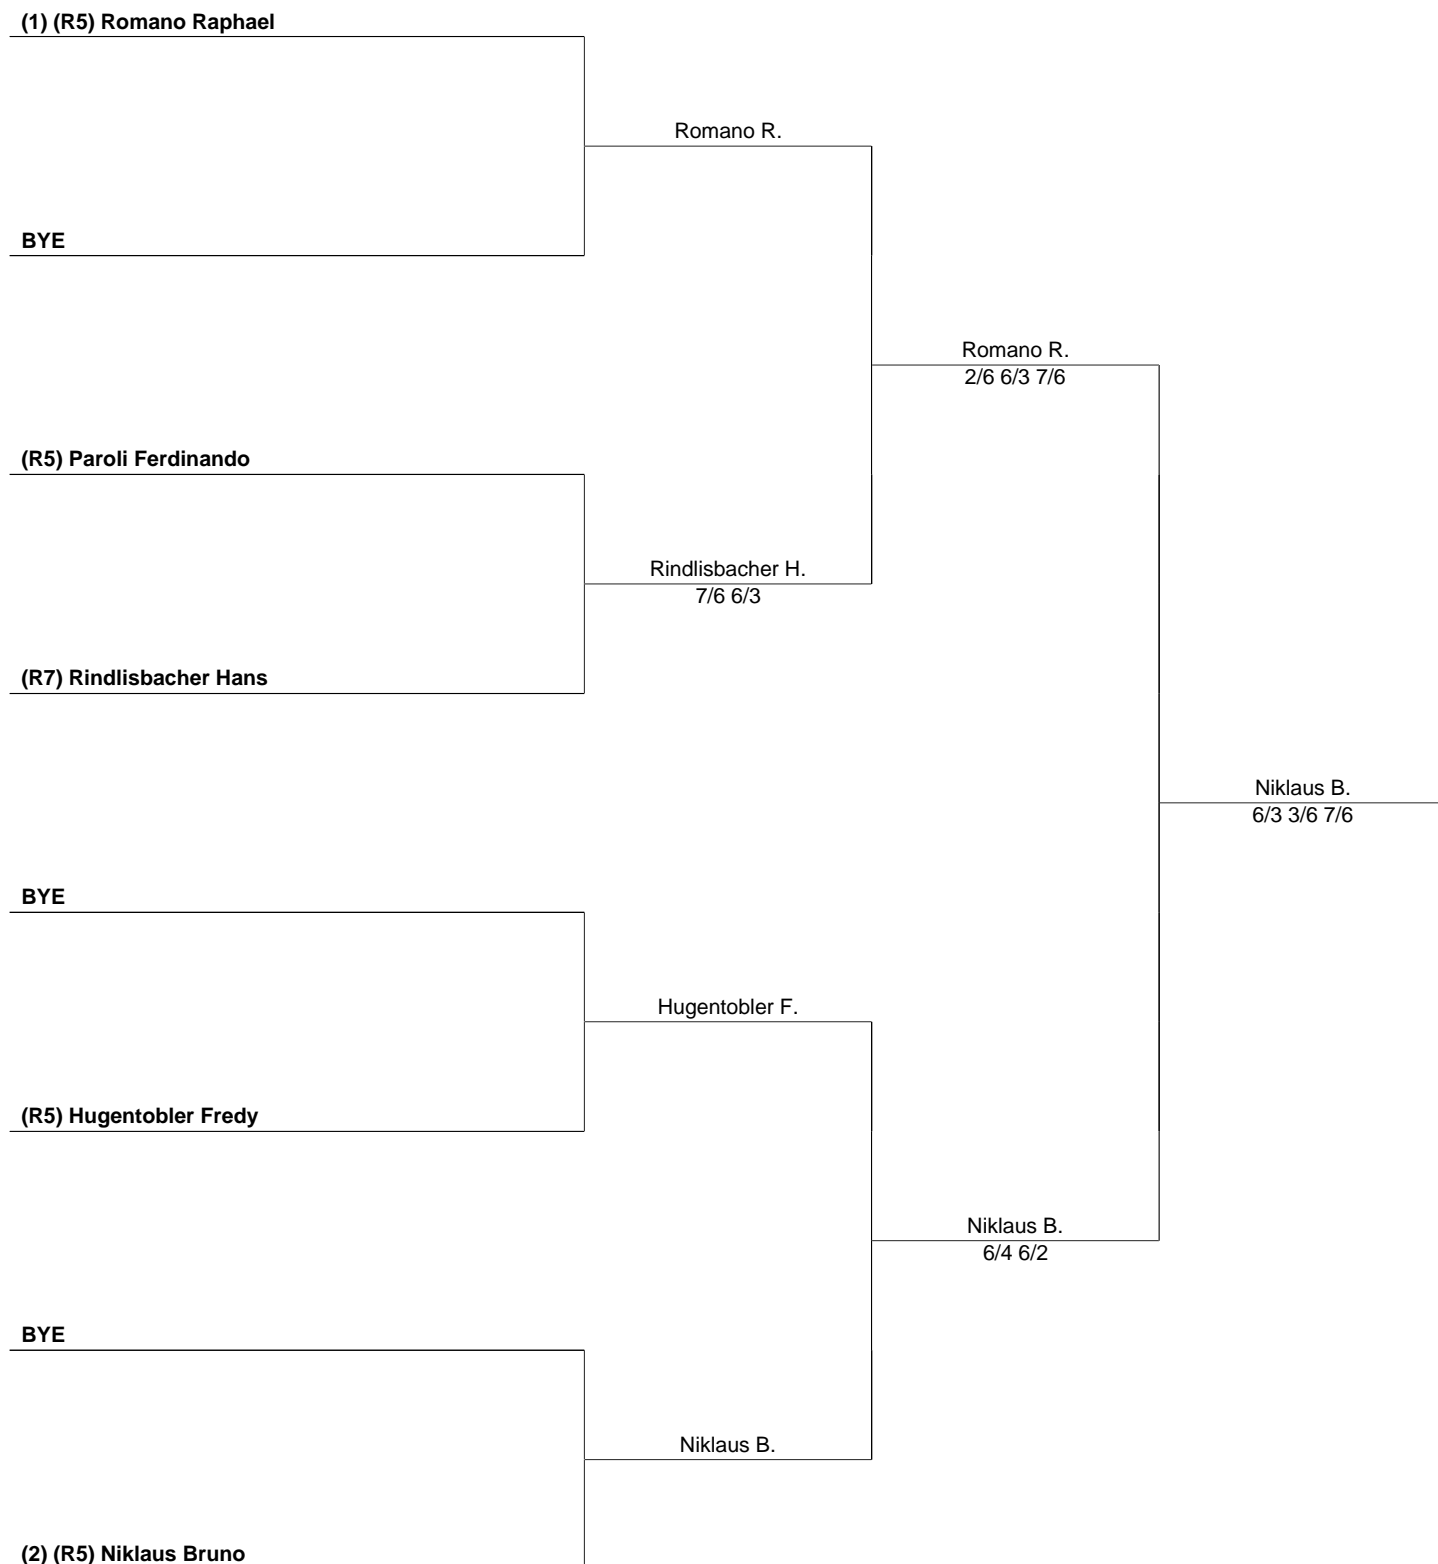 (1) (R5) Romano Raphael
Romano R.
BYE
Romano R.
2/6 6/3 7/6
(R5) Paroli Ferdinando
Rindlisbacher H.
7/6 6/3
(R7) Rindlisbacher Hans
Niklaus B.
6/3 3/6 7/6
BYE
Hugentobler F.
(R5) Hugentobler Fredy
Niklaus B.
6/4 6/2
BYE
Niklaus B.
(2) (R5) Niklaus Bruno